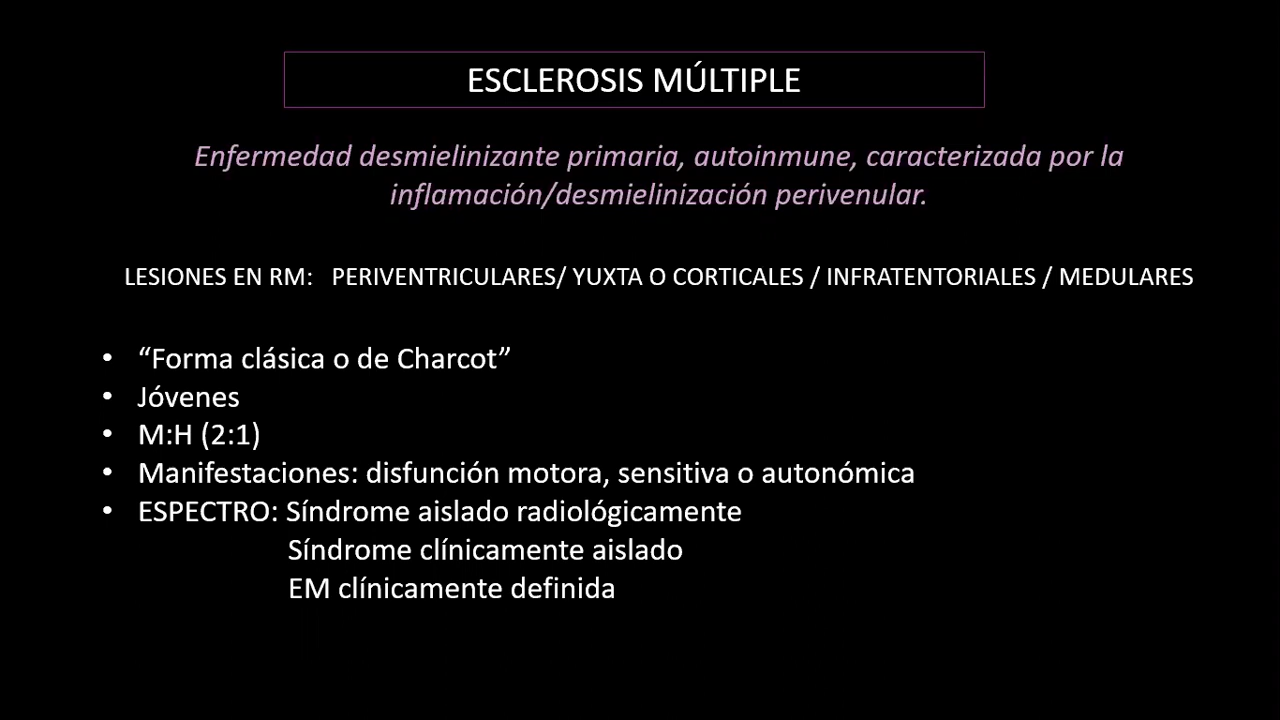 ESCLEROSIS MÚLTIPLE
Enfermedad desmielinizante primaria, autoinmune, caracterizada por la
inflamación/desmielinización perivenular.
LESIONES EN RM: PERIVENTRICULARES/ YUXTA O CORTICALES / INFRATENTORIALES / MEDULARES
• “Forma clásica o de Charcot”
• Jóvenes
• M:H (2:1)
• Manifestaciones: disfunción motora, sensitiva o autonómica
• ESPECTRO: Síndrome aislado radiológicamente
Síndrome clínicamente aislado
EM clínicamente definida